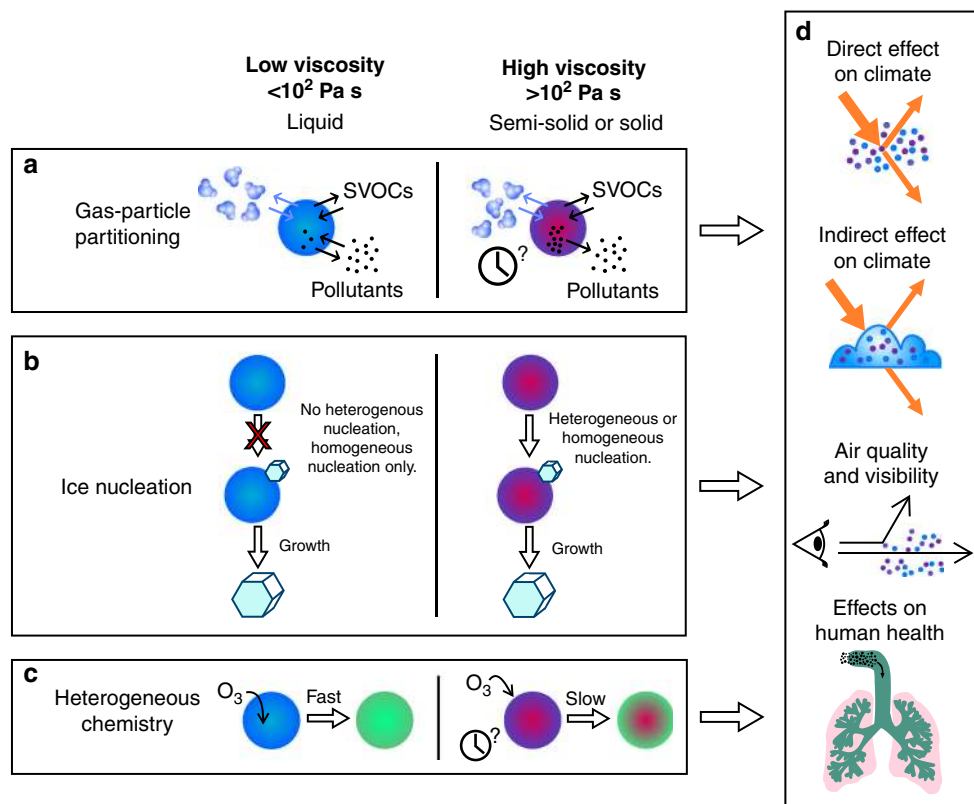 Low viscosity
<10² Pa s
Liquid
High viscosity
>10² Pa s
Semi-solid or solid
a
Gas-particle
partitioning
SVOCs
Pollutants
SVOCs
?
Pollutants
b
Ice nucleation
No heterogenous
nucleation,
homogeneous
nucleation only.
Growth
Heterogeneous or
homogeneous
nucleation.
Growth
c
Heterogeneous
chemistry
O₃
Fast
O₃
?
Slow
d
Direct effect
on climate
Indirect effect
on climate
Air quality
and visibility
Effects on
human health